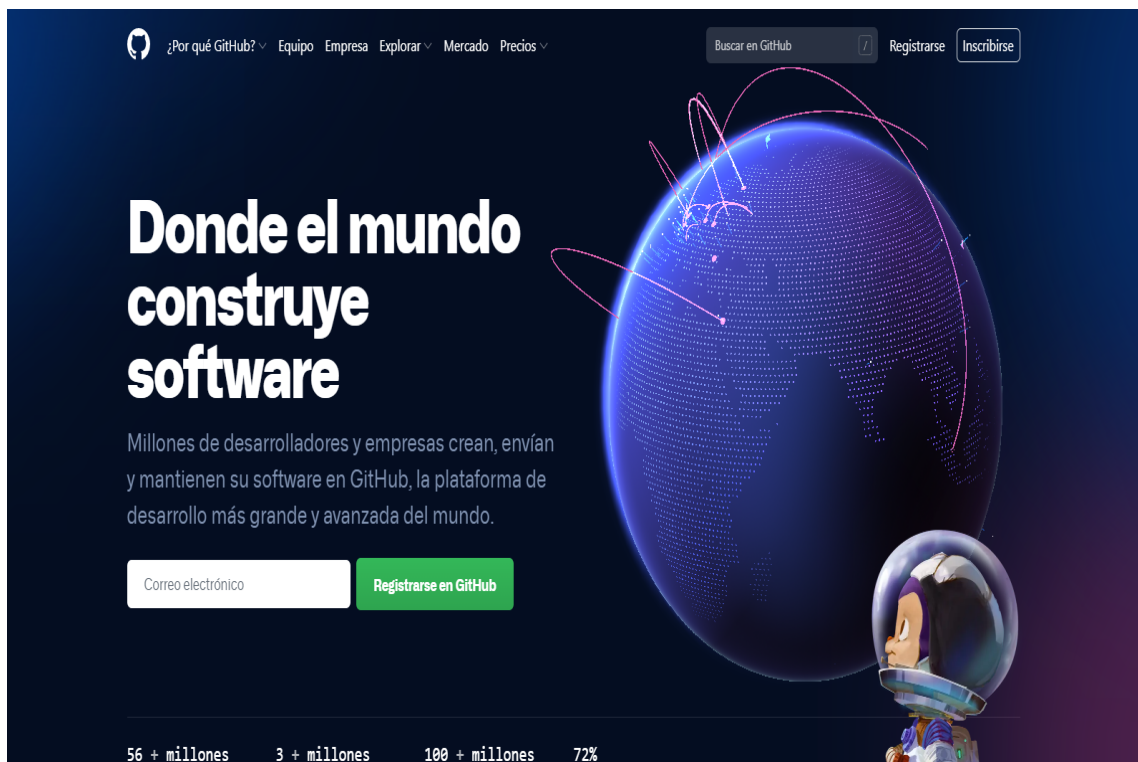 ¿Por qué GitHub? Equipo Empresa Explorar Mercado Precios Buscar en GitHub / Registrarse Inscribirse
Donde el mundo
construye
software
Millones de desarrolladores y empresas crean, envían
y mantienen su software en GitHub, la plataforma de
desarrollo más grande y avanzada del mundo.
Correo electrónico Registrarse en GitHub
56 + millones 3 + millones 100 + millones 72%